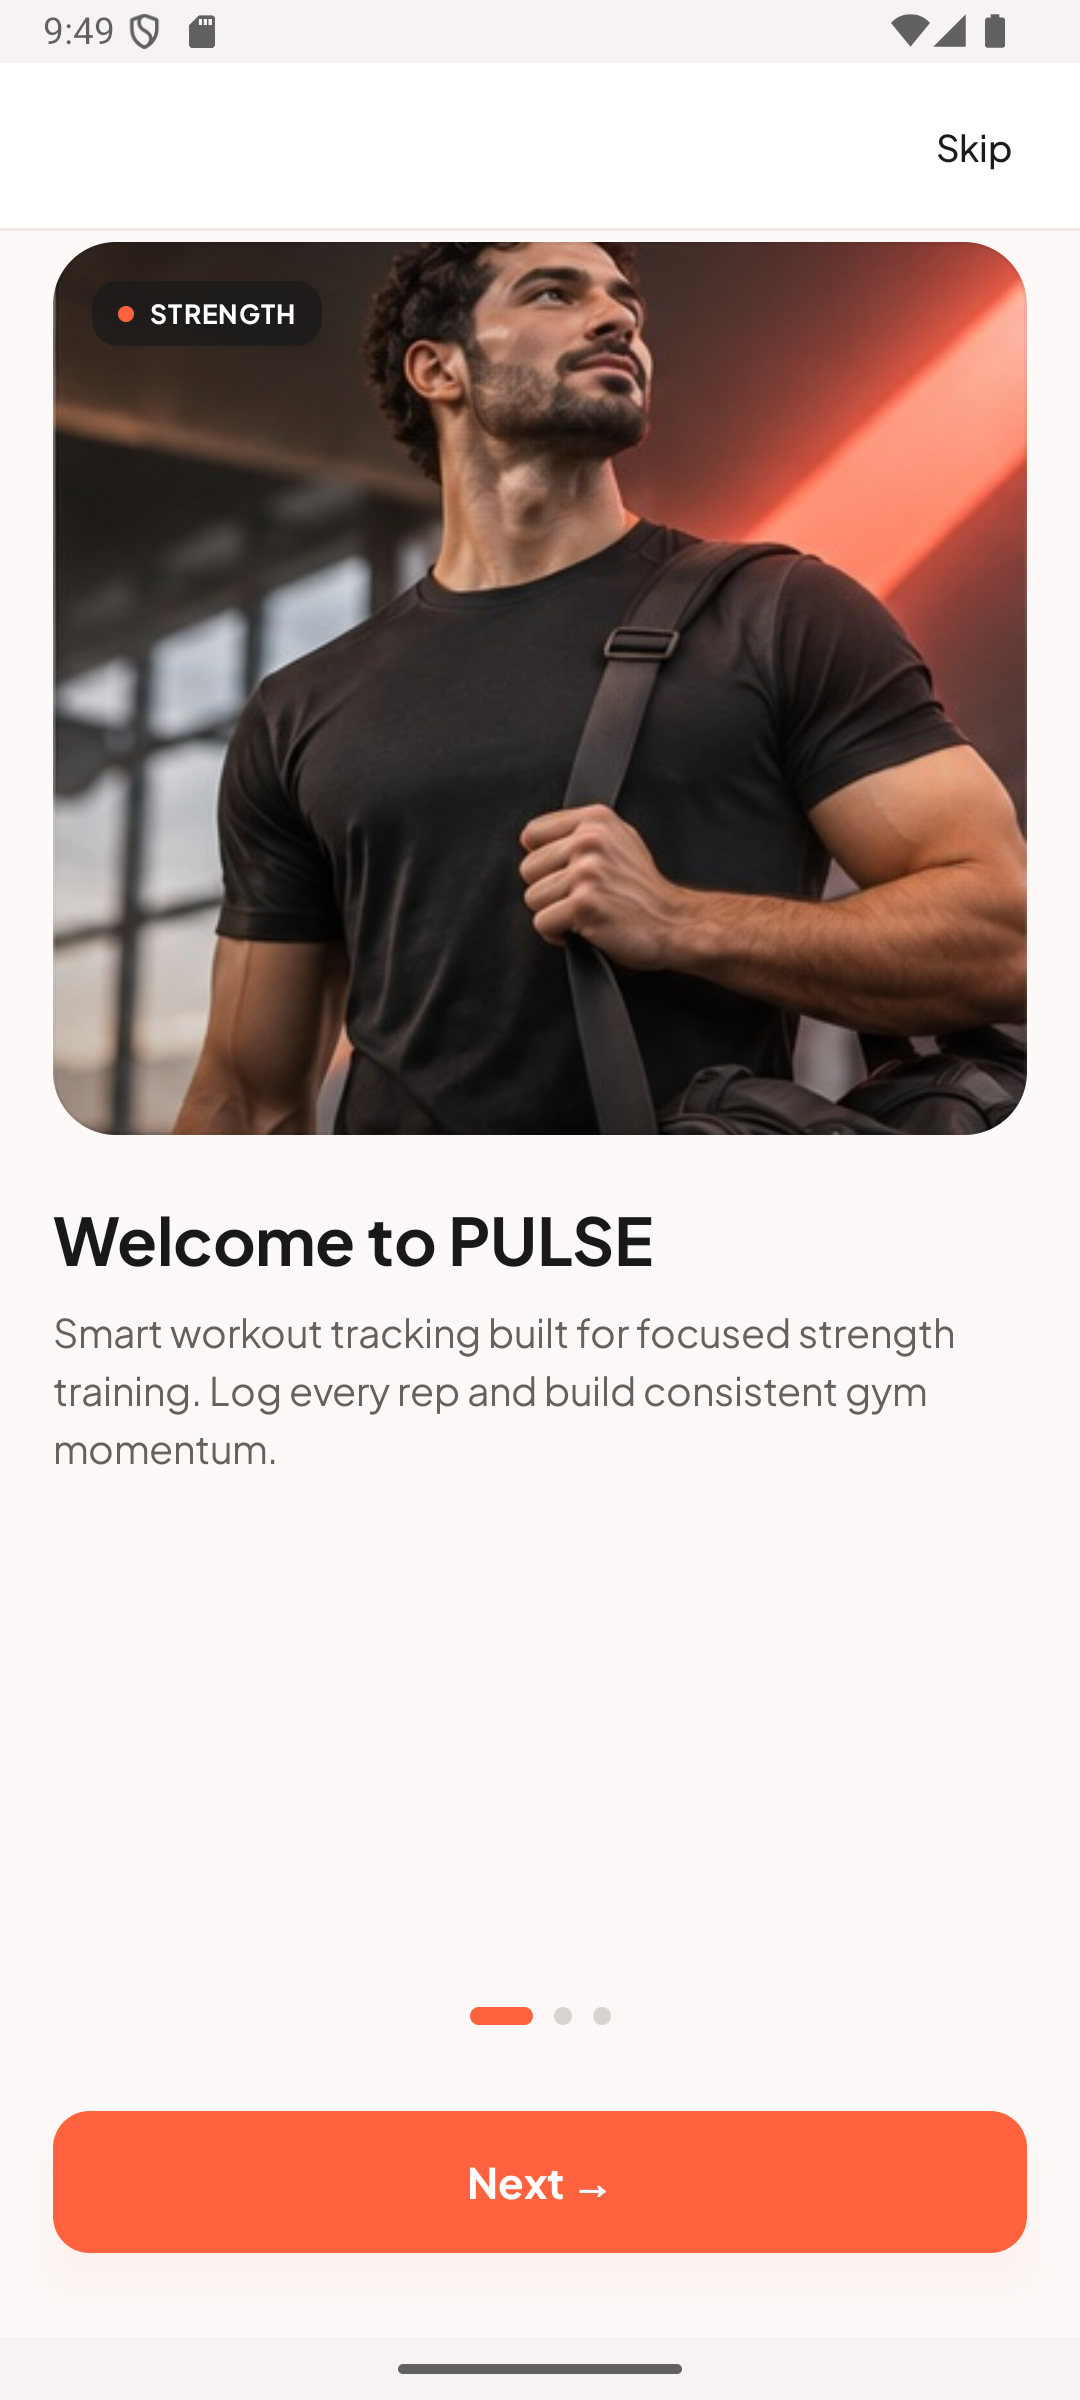 9:49
Skip
STRENGTH
Welcome to PULSE
Smart workout tracking built for focused strength
training. Log every rep and build consistent gym
momentum.
Next →